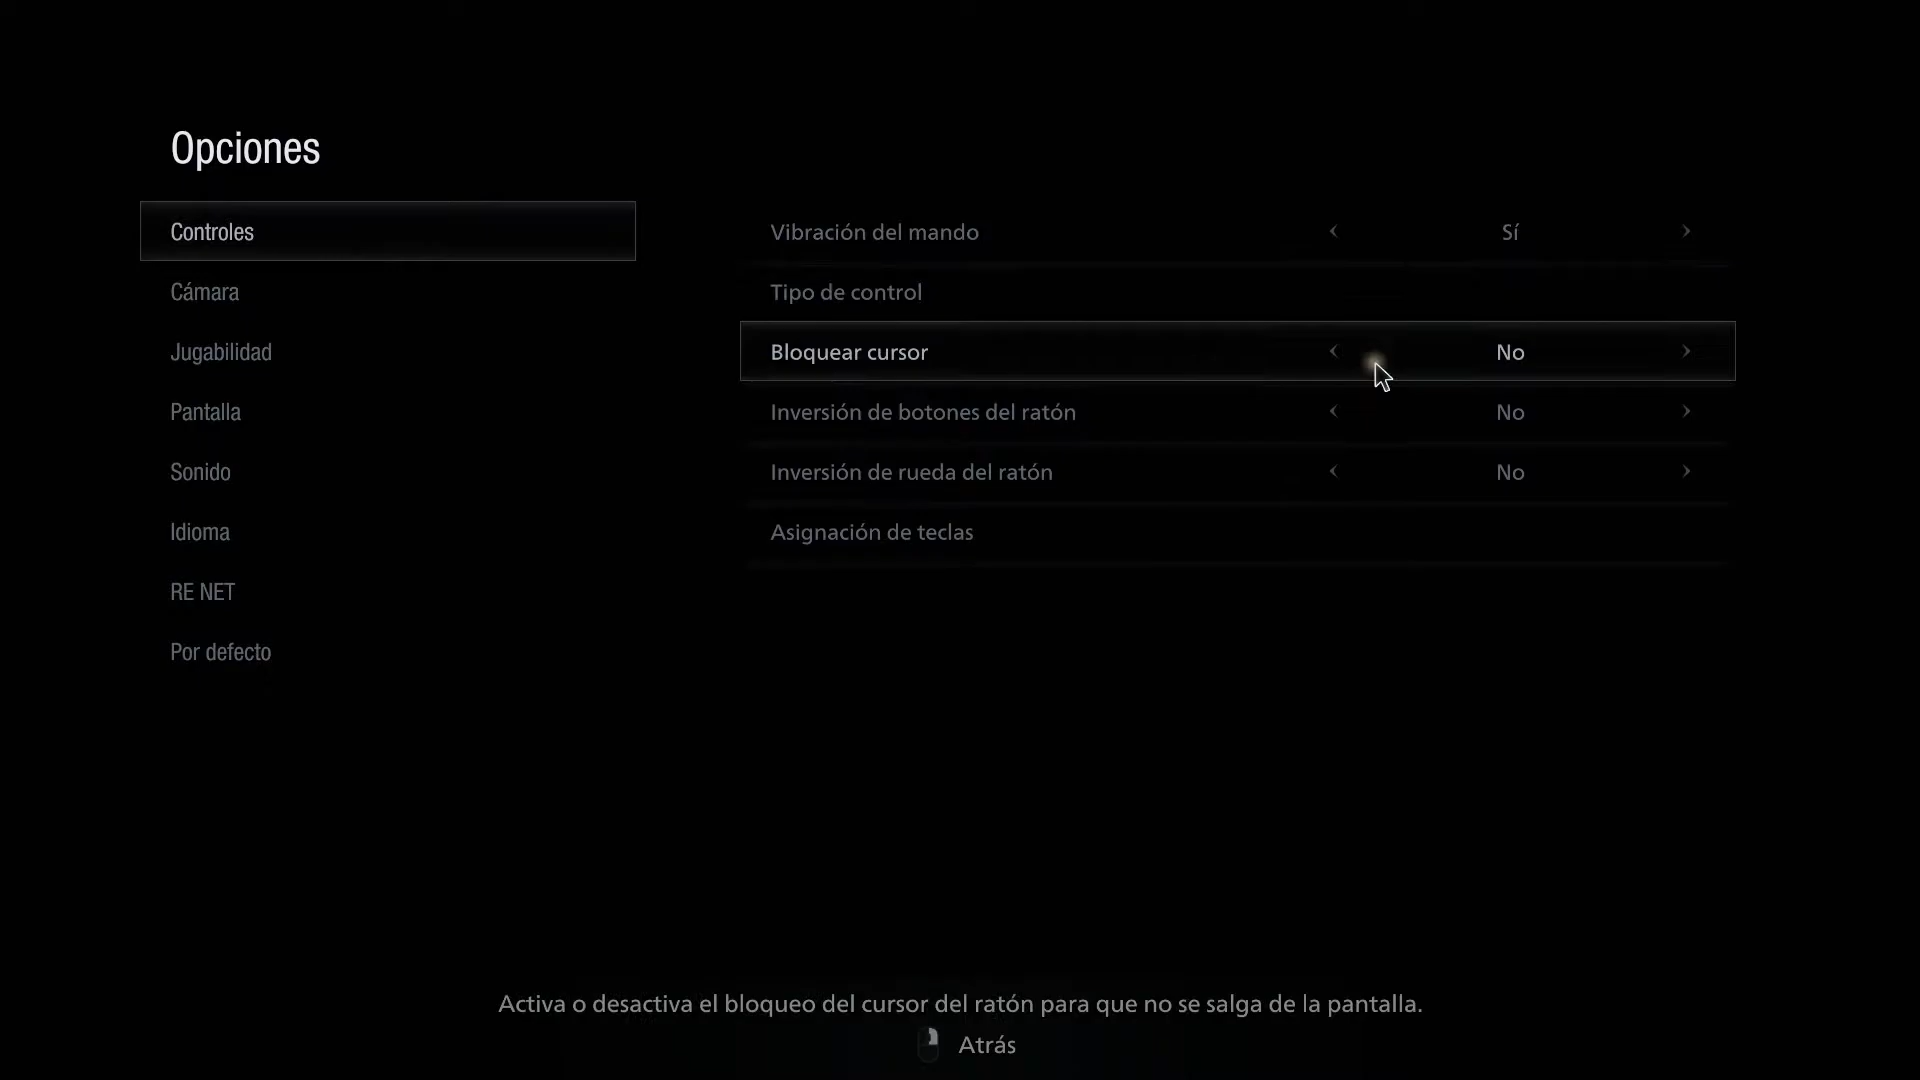 Opciones
Controles
Cámara
Jugabilidad
Pantalla
Sonido
Idioma
RE NET
Por defecto
Vibración del mando Sí
Tipo de control
Bloquear cursor No
Inversión de botones del ratón No
Inversión de rueda del ratón No
Asignación de teclas
Activa o desactiva el bloqueo del cursor del ratón para que no se salga de la pantalla.
Atrás